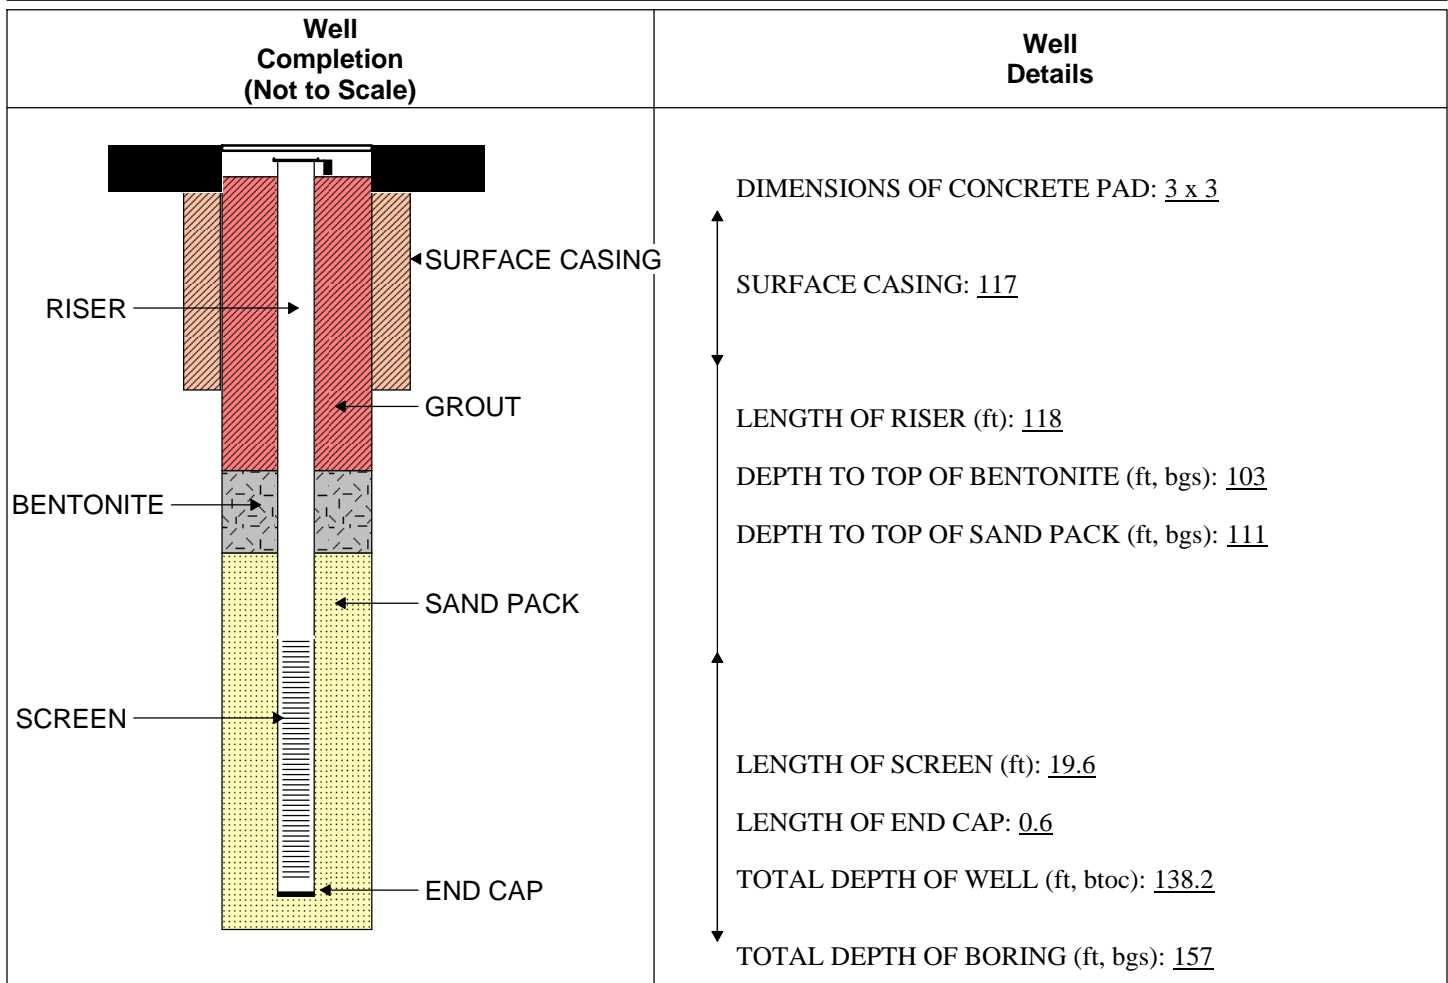 Well
Completion
(Not to Scale)
Well
Details
SURFACE CASING
RISER
GROUT
BENTONITE
SAND PACK
SCREEN
END CAP
DIMENSIONS OF CONCRETE PAD: 3 x 3
SURFACE CASING: 117
LENGTH OF RISER (ft): 118
DEPTH TO TOP OF BENTONITE (ft, bgs): 103
DEPTH TO TOP OF SAND PACK (ft, bgs): 111
LENGTH OF SCREEN (ft): 19.6
LENGTH OF END CAP: 0.6
TOTAL DEPTH OF WELL (ft, btoc): 138.2
TOTAL DEPTH OF BORING (ft, bgs): 157